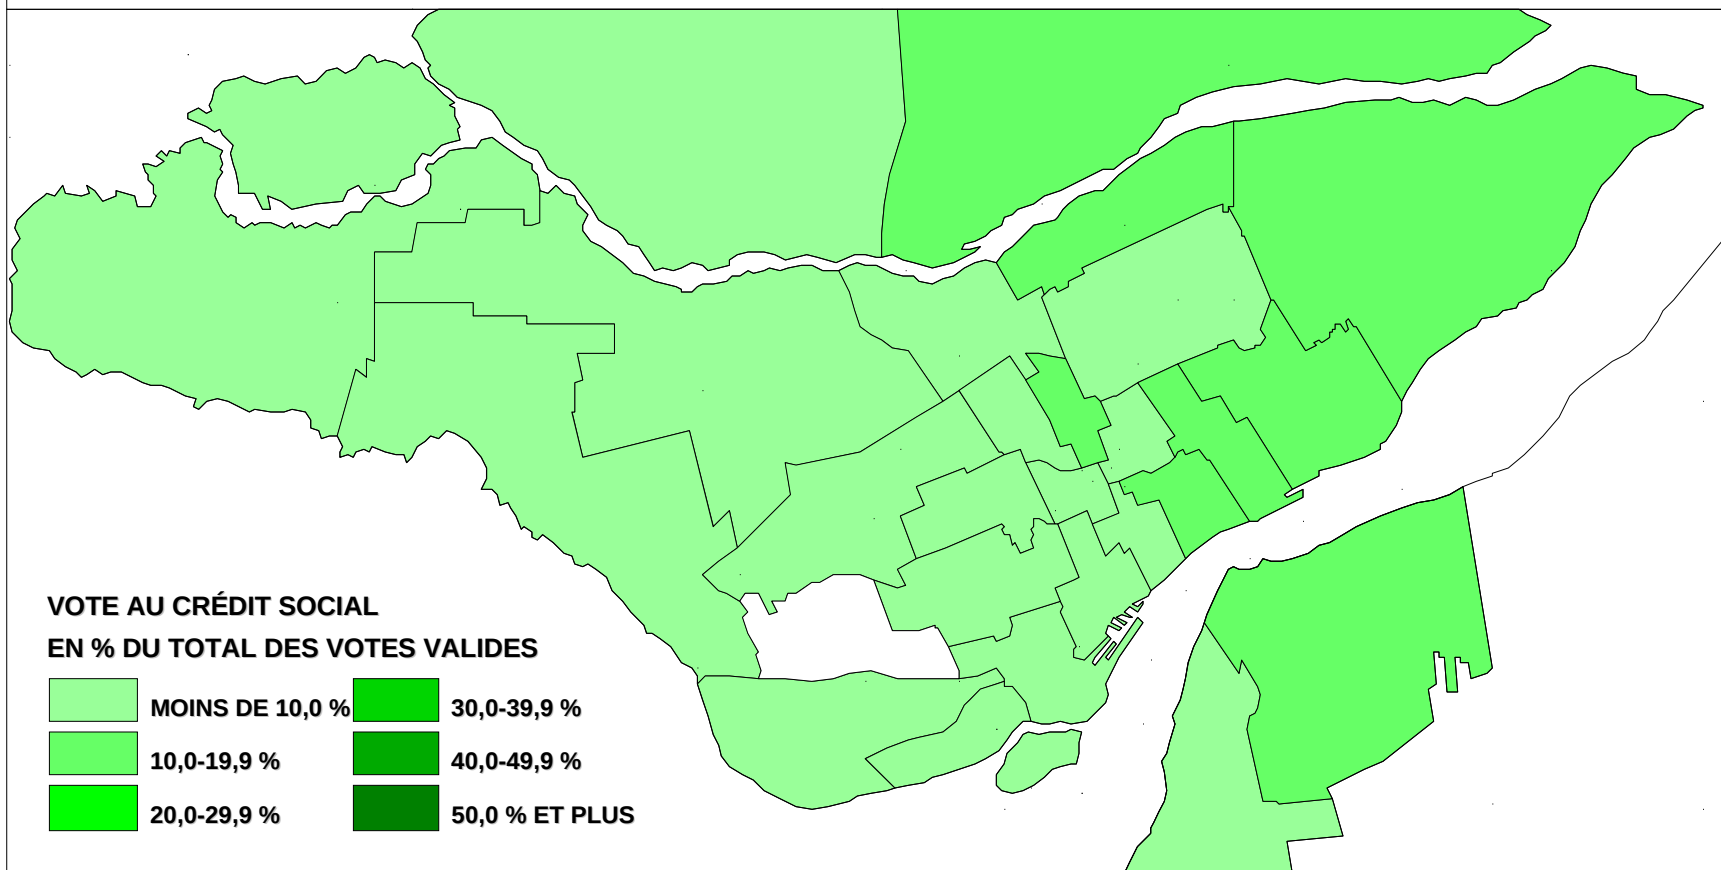 VOTE AU CRÉDIT SOCIAL
EN % DU TOTAL DES VOTES VALIDES
MOINS DE 10,0 %
30,0-39,9 %
10,0-19,9 %
40,0-49,9 %
20,0-29,9 %
50,0 % ET PLUS